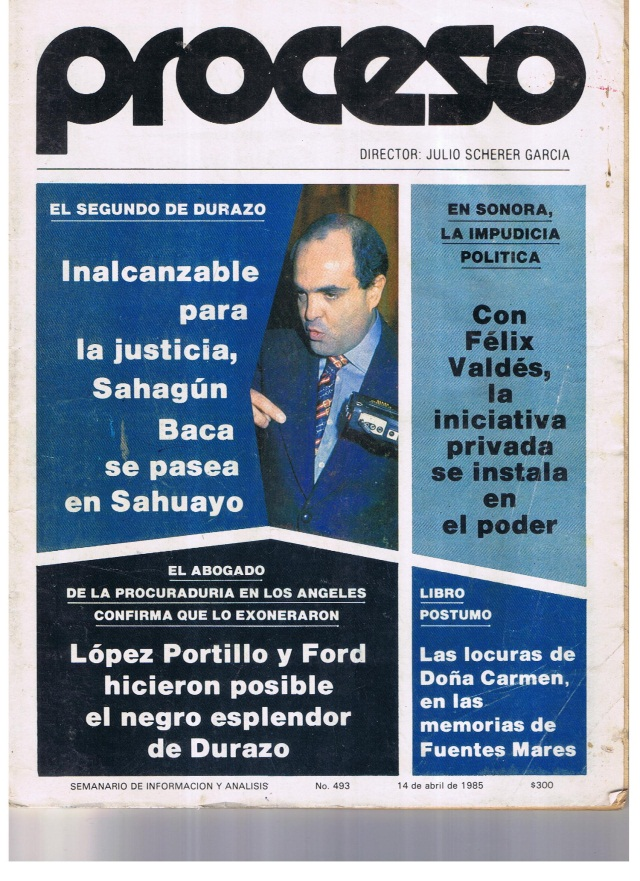 proceso
DIRECTOR: JULIO SCHERER GARCIA
EL SEGUNDO DE DURAZO
Inalcanzable
para
la justicia,
Sahagún
Baca
se pasea
en Sahuayo
EN SONORA,
LA IMPUDICIA
POLITICA
Con
Félix
Valdés,
la
iniciativa
privada
se instala
en
el poder
EL ABOGADO
DE LA PROCURADURIA EN LOS ANGELES
CONFIRMA QUE LO EXONERARON
López Portillo y Ford
hicieron posible
el negro esplendor
de Durazo
LIBRO
POSTUMO
Las locuras de
Doña Carmen,
en las
memorias de
Fuentes Mares
SEMANARIO DE INFORMACION Y ANALISIS No. 493 14 de abril de 1985 $300